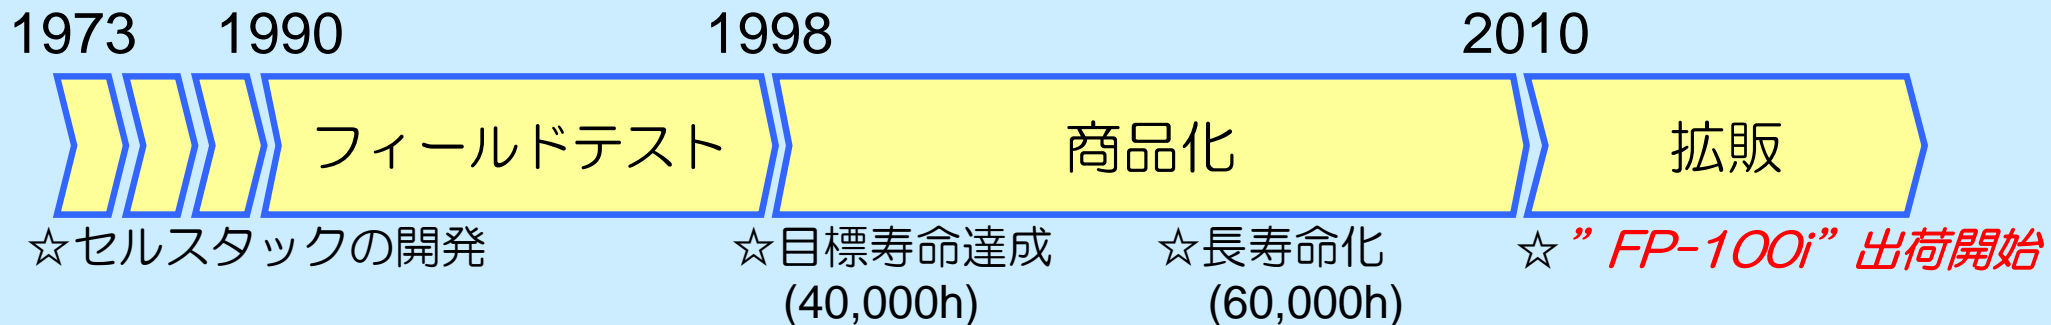 1973 1990 1998 2010
フィールドテスト 商品化 拡販
☆セルスタックの開発 ☆目標寿命達成 ☆長寿命化 ☆”FP-100i”出荷開始
(40,000h) (60,000h)